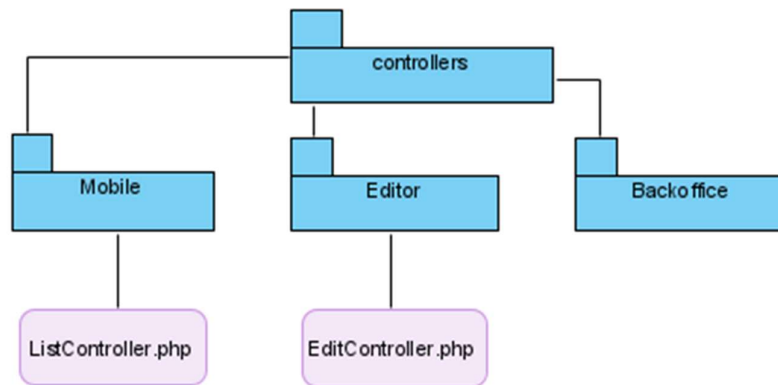 controllers
Mobile
Editor
Backoffice
ListController.php
EditController.php